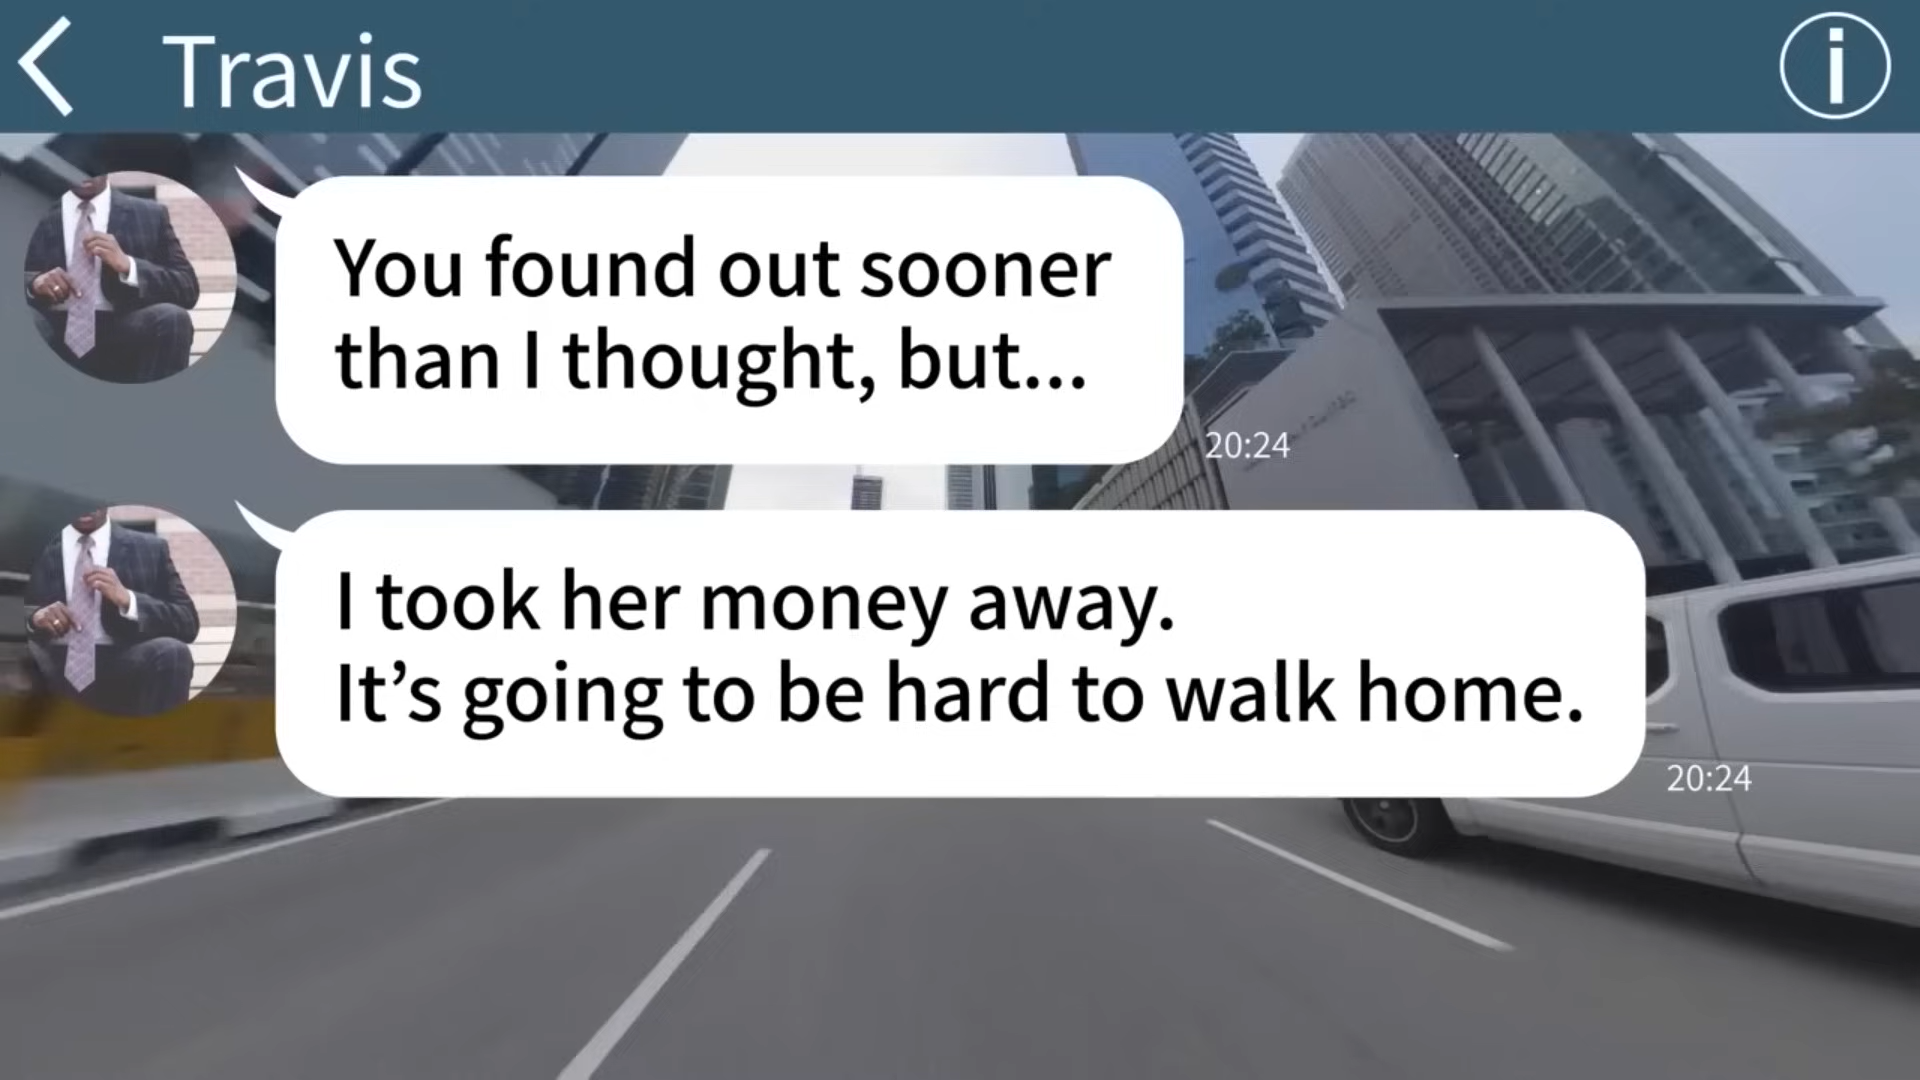 Travis
You found out sooner
than I thought, but...
20:24
I took her money away.
It’s going to be hard to walk home.
20:24